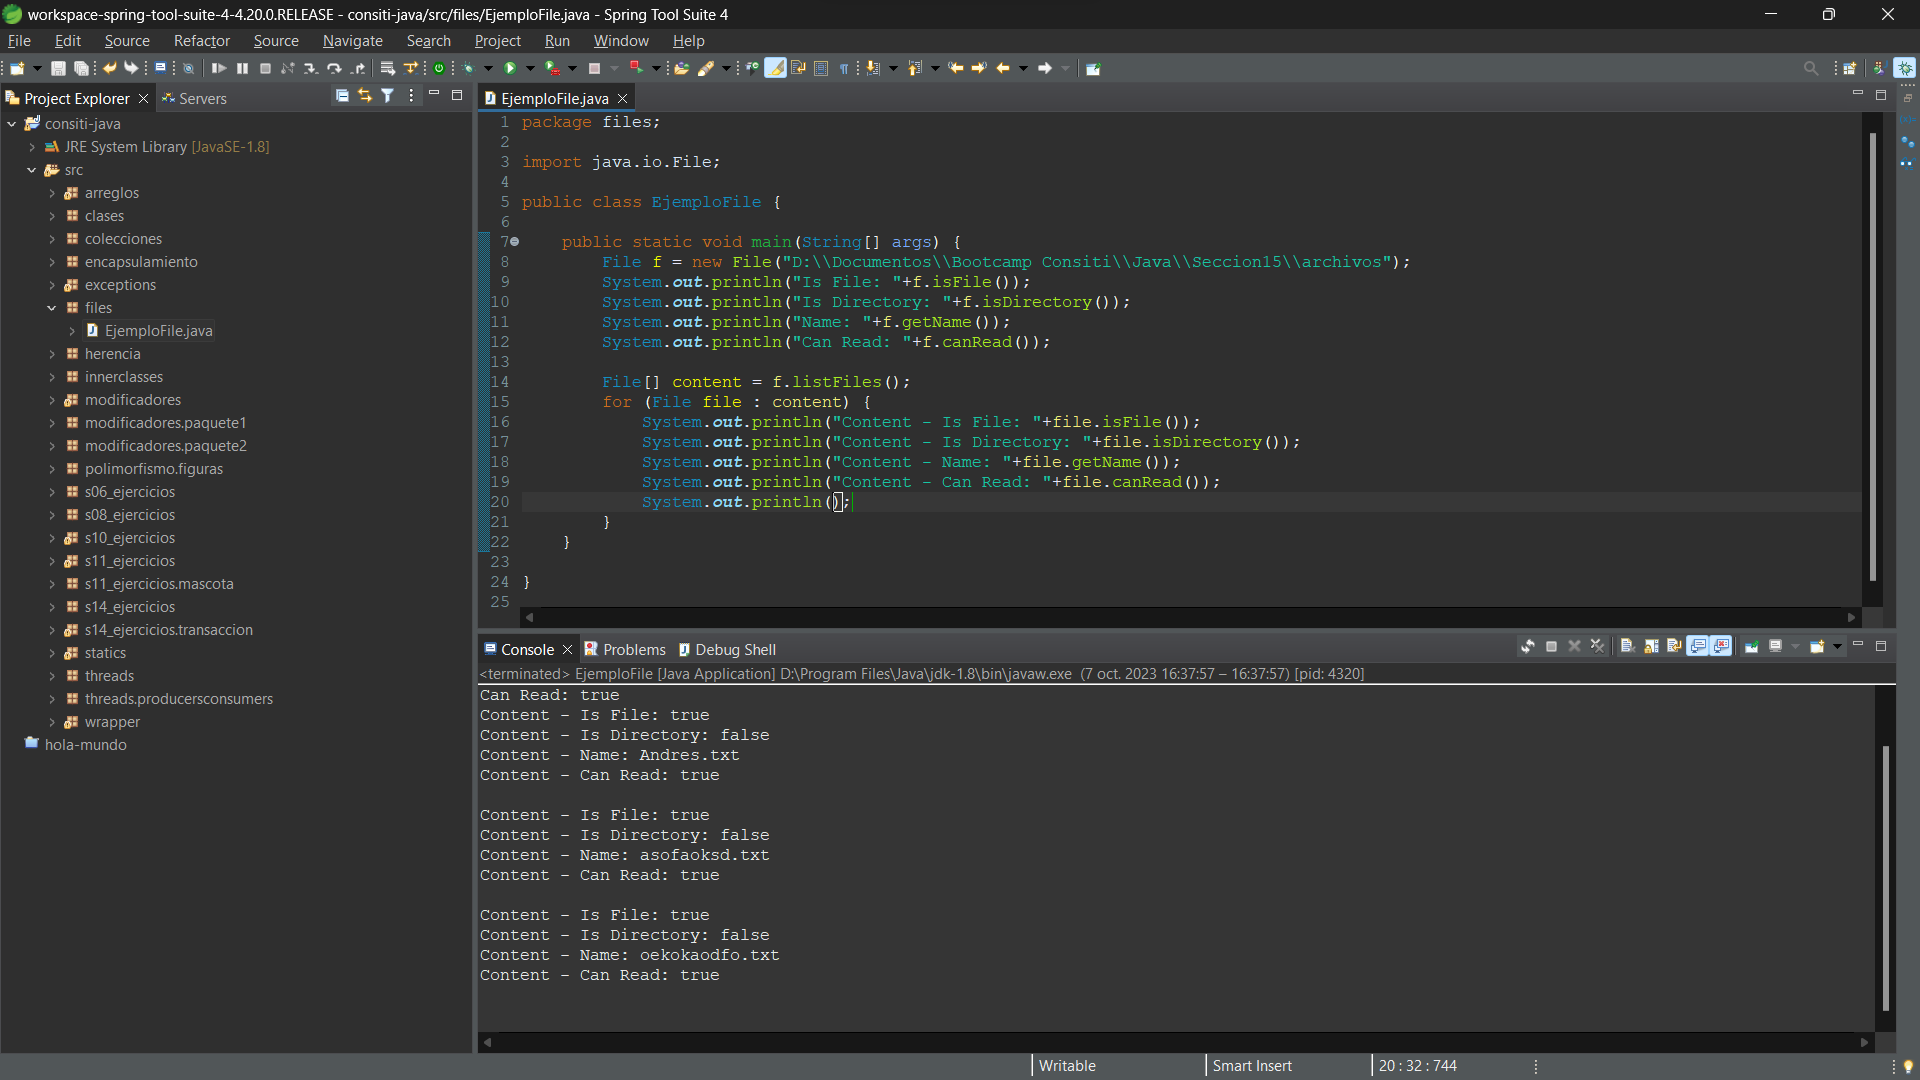 workspace-spring-tool-suite-4-4.20.0.RELEASE - consiti-java/src/files/EjemploFile.java - Spring Tool Suite 4
File Edit Source Refactor Source Navigate Search Project Run Window Help
Project Explorer Servers
consiti-java
JRE System Library [JavaSE-1.8]
src
arreglos
clases
colecciones
encapsulamiento
exceptions
files
EjemploFile.java
herencia
innerclasses
modificadores
modificadores.paquete1
modificadores.paquete2
polimorfismo.figuras
s06_ejercicios
s08_ejercicios
s10_ejercicios
s11_ejercicios
s11_ejercicios.mascota
s14_ejercicios
s14_ejercicios.transaccion
statics
threads
threads.producersconsumers
wrapper
hola-mundo
EjemploFile.java
1 package files;
2
3 import java.io.File;
4
5 public class EjemploFile {
6
7 public static void main(String[] args) {
8 File f = new File("D:\\Documentos\\Bootcamp Consiti\\Java\\Seccion15\\archivos");
9 System.out.println("Is File: "+f.isFile());
10 System.out.println("Is Directory: "+f.isDirectory());
11 System.out.println("Name: "+f.getName());
12 System.out.println("Can Read: "+f.canRead());
13
14 File[] content = f.listFiles();
15 for (File file : content) {
16 System.out.println("Content - Is File: "+file.isFile());
17 System.out.println("Content - Is Directory: "+file.isDirectory());
18 System.out.println("Content - Name: "+file.getName());
19 System.out.println("Content - Can Read: "+file.canRead());
20 System.out.println();
21 }
22 }
23
24 }
25
Console Problems Debug Shell
<terminated> EjemploFile [Java Application] D:\Program Files\Java\jdk-1.8\bin\javaw.exe (7 oct. 2023 16:37:57 – 16:37:57) [pid: 4320]
Can Read: true
Content - Is File: true
Content - Is Directory: false
Content - Name: Andres.txt
Content - Can Read: true
Content - Is File: true
Content - Is Directory: false
Content - Name: asofaoksd.txt
Content - Can Read: true
Content - Is File: true
Content - Is Directory: false
Content - Name: oekokaodfo.txt
Content - Can Read: true
Writable Smart Insert 20 : 32 : 744